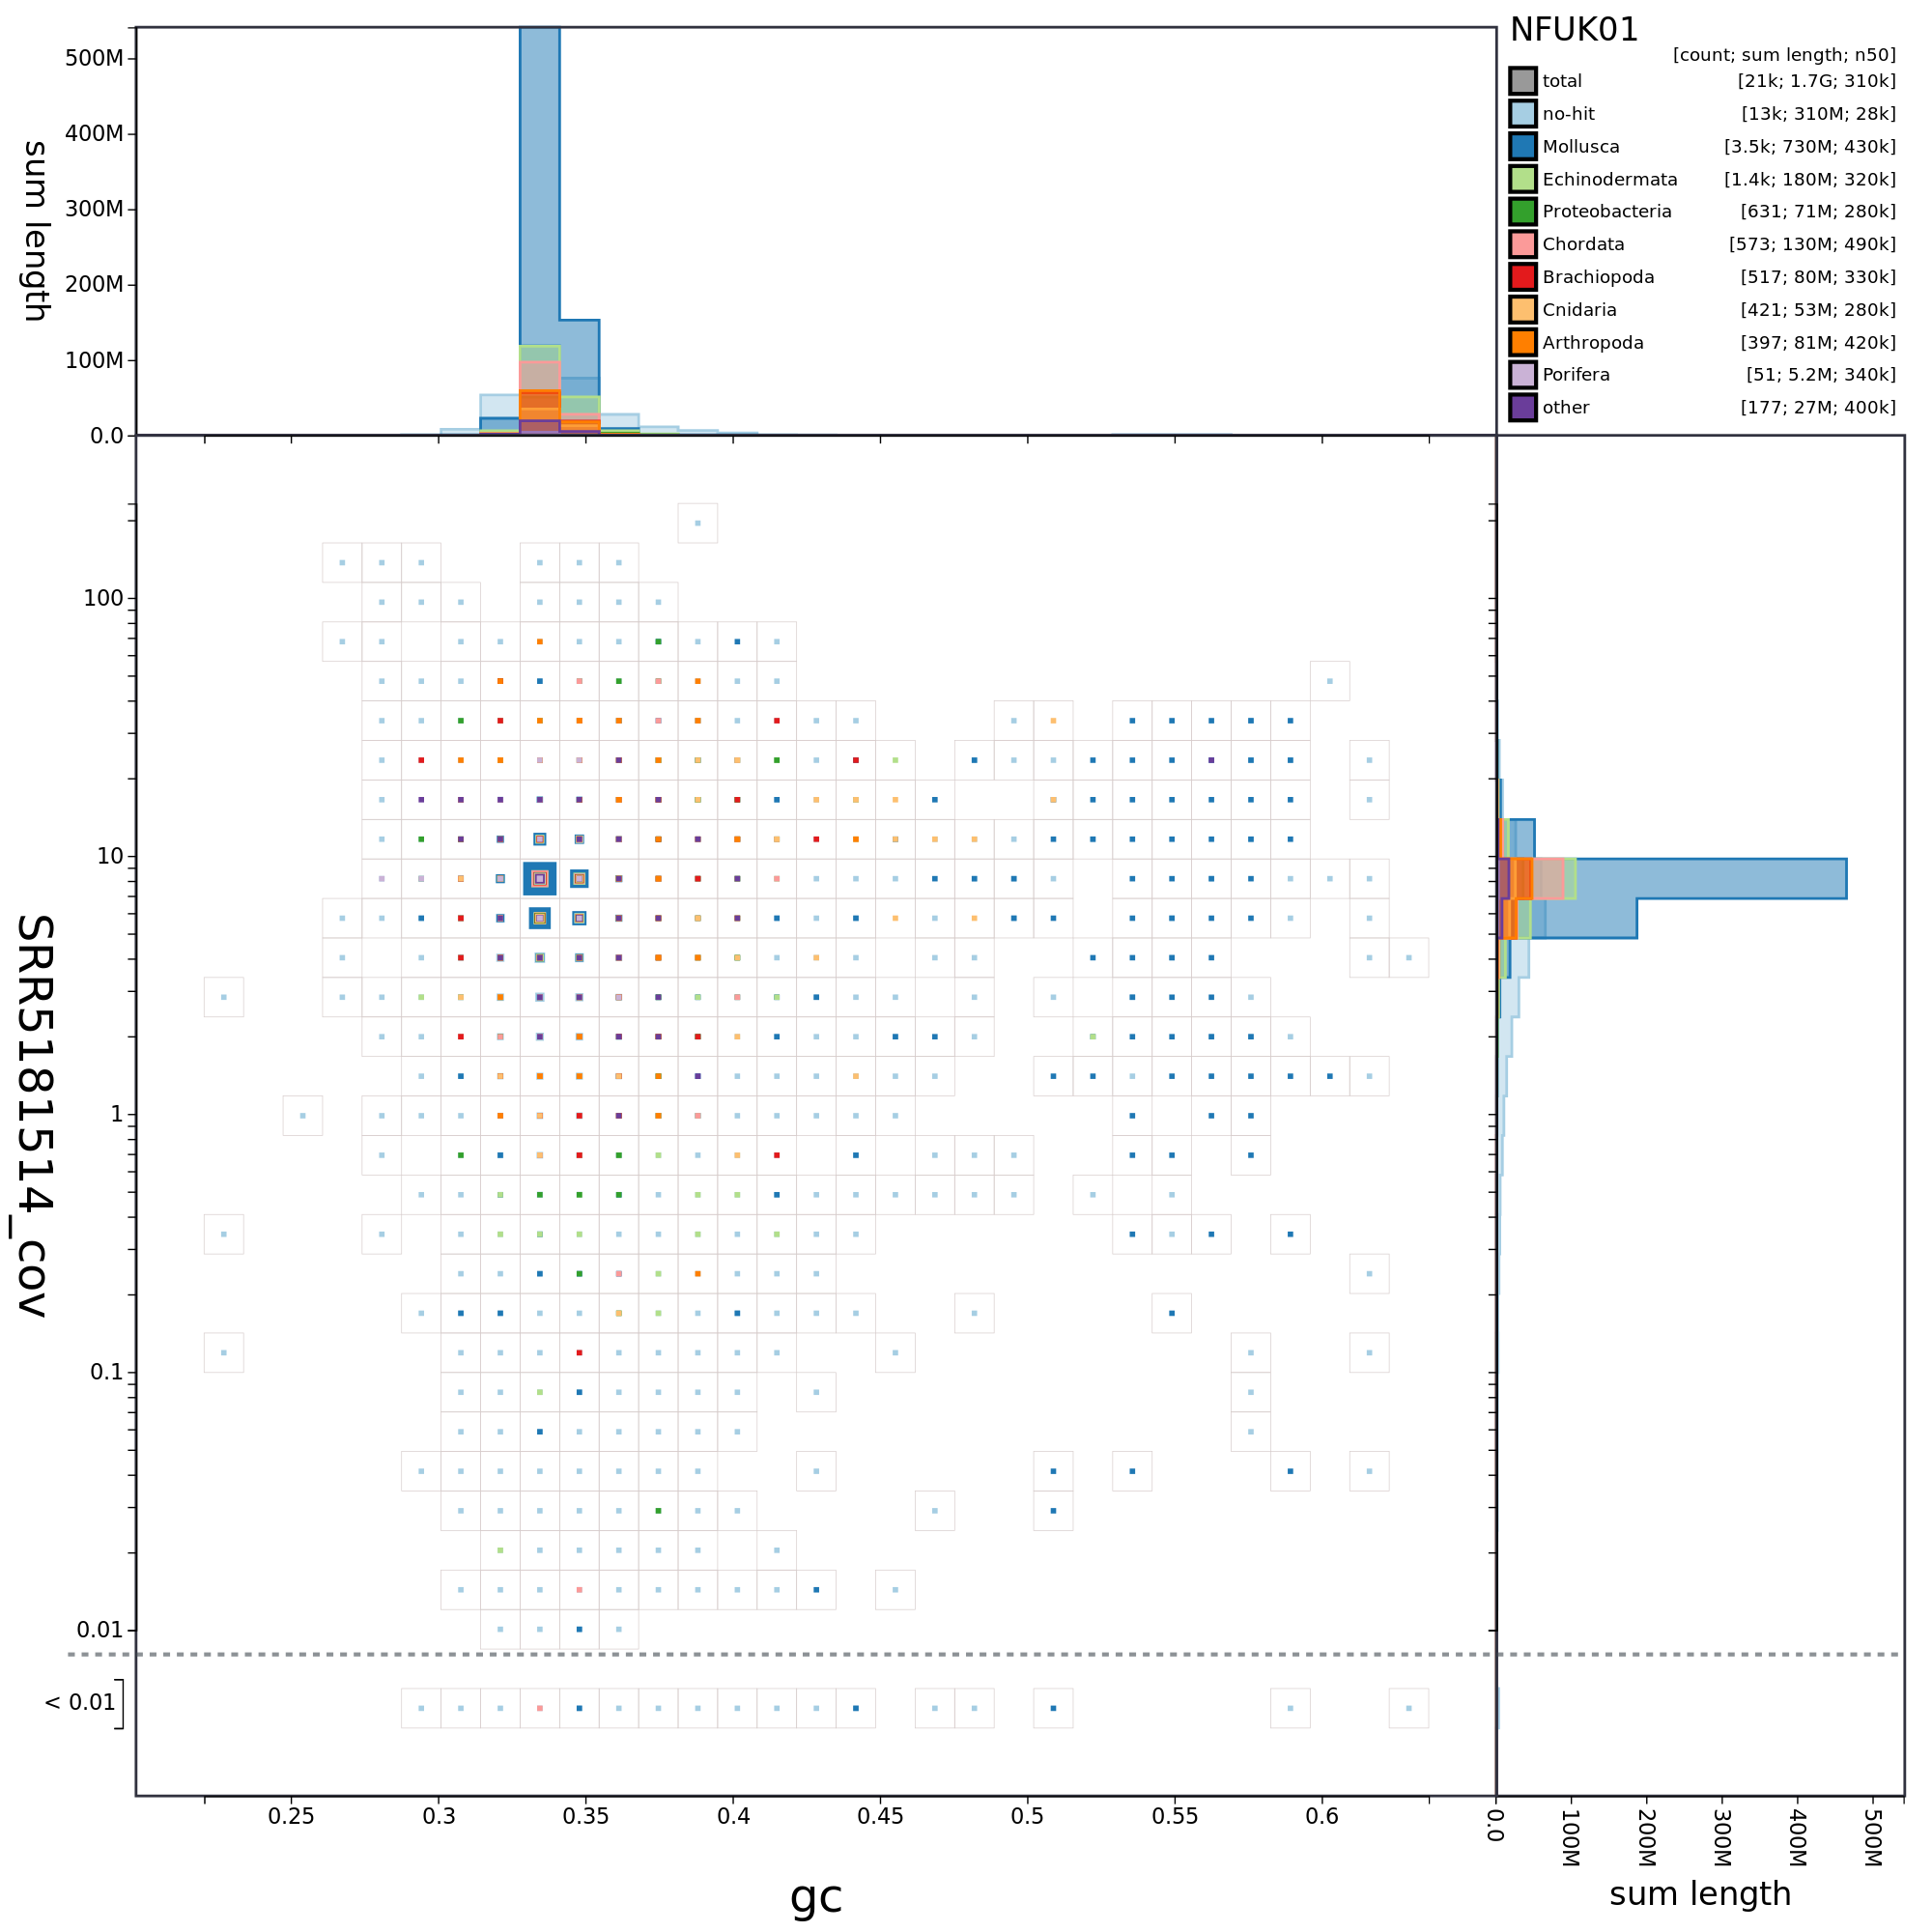 NFUK01
[count; sum length; n50]
total [21k; 1.7G; 310k]
no-hit [13k; 310M; 28k]
Mollusca [3.5k; 730M; 430k]
Echinodermata [1.4k; 180M; 320k]
Proteobacteria [631; 71M; 280k]
Chordata [573; 130M; 490k]
Brachiopoda [517; 80M; 330k]
Cnidaria [421; 53M; 280k]
Arthropoda [397; 81M; 420k]
Porifera [51; 5.2M; 340k]
other [177; 27M; 400k]
sum length
500M
400M
300M
200M
100M
0.0
SRR5181514_cov
100
10
1
0.1
0.01
< 0.01
0.25 0.3 0.35 0.4 0.45 0.5 0.55 0.6
gc
0.0 100M 200M 300M 400M 500M
sum length